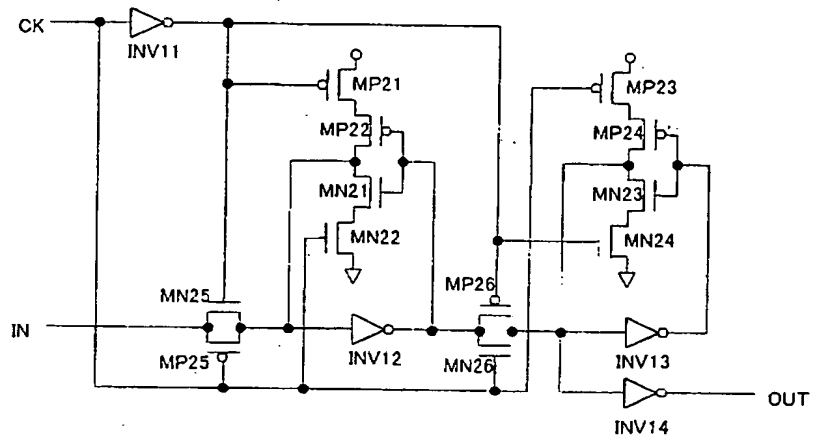 CK
INV11
MP21
MP23
MP22
MP24
MN21
MN23
MN22
MN24
MN25
MP26
IN
INV12
INV13
MP25
MN26
OUT
INV14